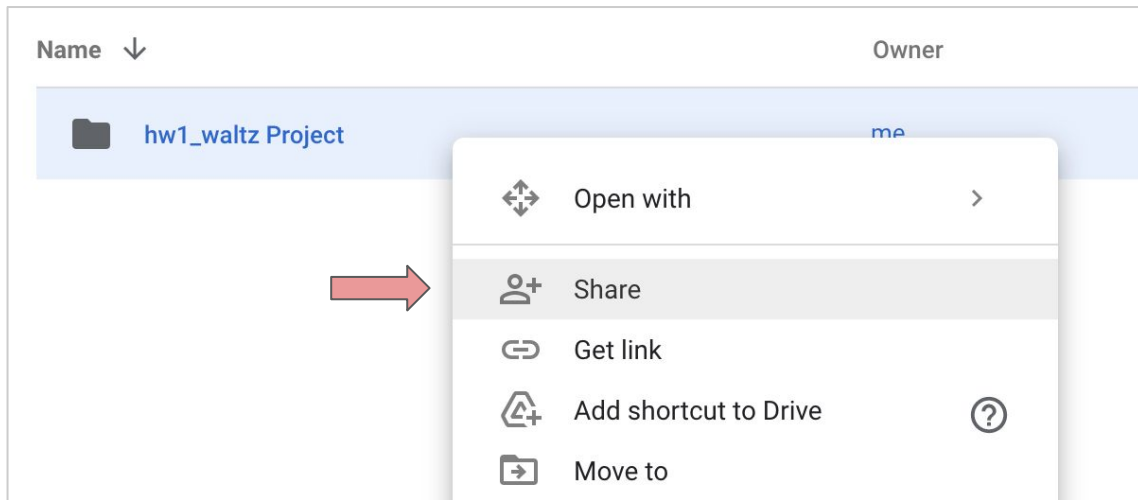 Name Owner
hw1_waltz Project me
Open with
Share
Get link
Add shortcut to Drive
Move to